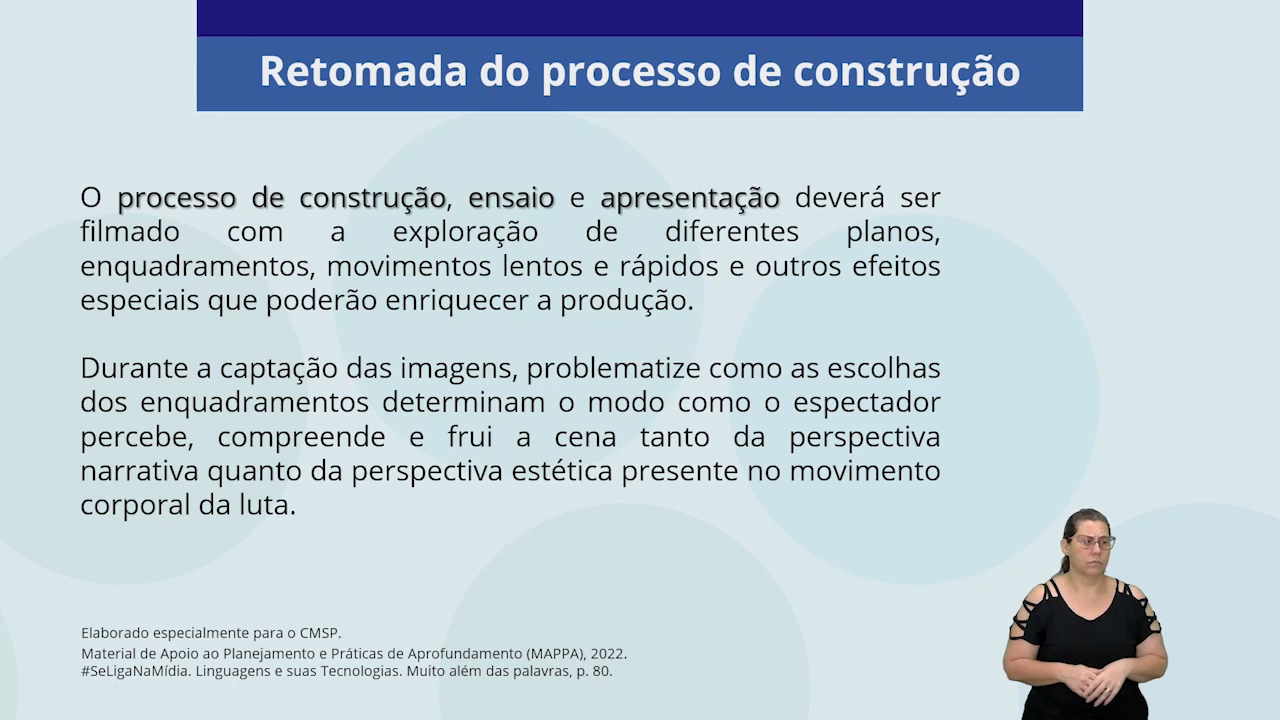 Retomada do processo de construção
O processo de construção, ensaio e apresentação deverá ser
filmado com a exploração de diferentes planos,
enquadramentos, movimentos lentos e rápidos e outros efeitos
especiais que poderão enriquecer a produção.
Durante a captação das imagens, problematize como as escolhas
dos enquadramentos determinam o modo como o espectador
percebe, compreende e frui a cena tanto da perspectiva
narrativa quanto da perspectiva estética presente no movimento
corporal da luta.
Elaborado especialmente para o CMSP.
Material de Apoio ao Planejamento e Práticas de Aprofundamento (MAPPA), 2022.
#SeLigaNaMídia. Linguagens e suas Tecnologias. Muito além das palavras, p. 80.